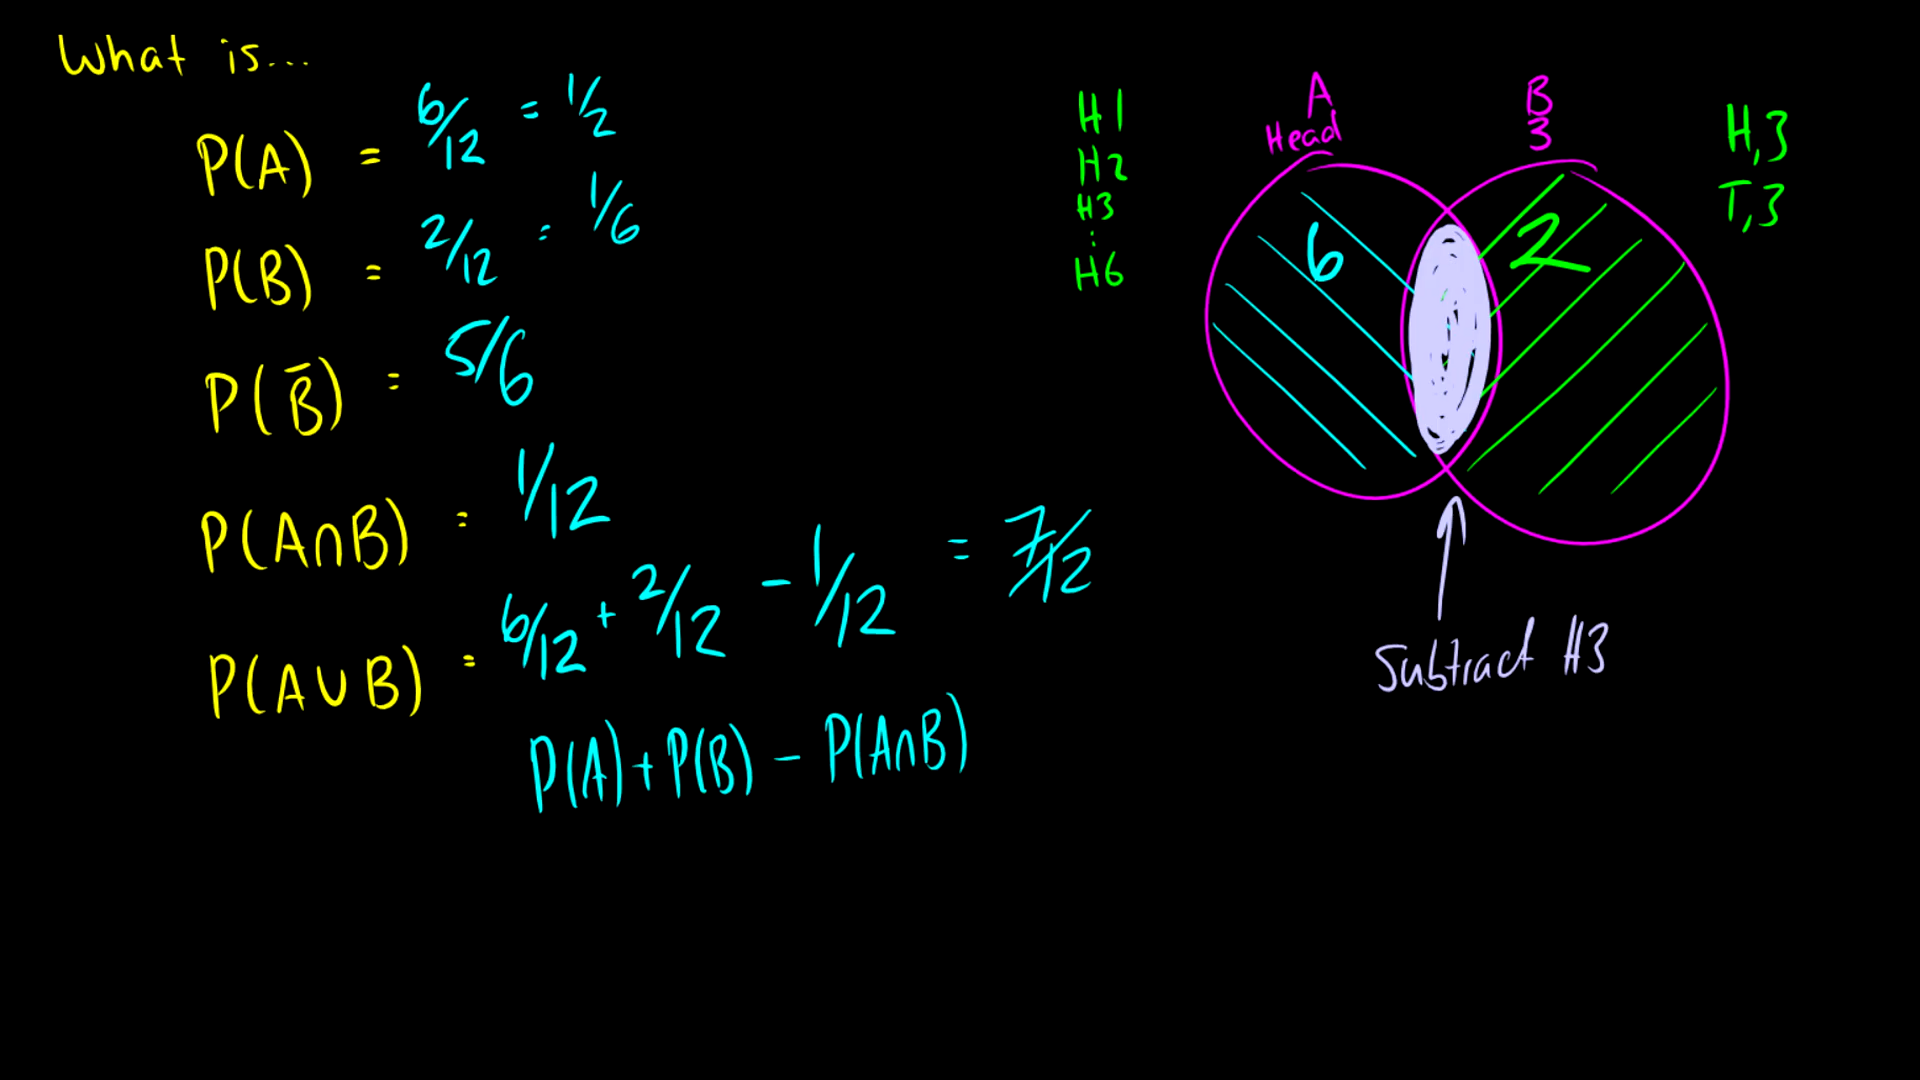 What is...
P(A) = 6/12 = 1/2
P(B) = 2/12 = 1/6
P(B̄) = 5/6
P(A∩B) = 1/12
P(A∪B) = 6/12 + 2/12 - 1/12 = 7/12
P(A) + P(B) - P(A∩B)
H1
H2
H3
⋮
H6
A
Head
B
3
6
2
H,3
T,3
Subtract H3